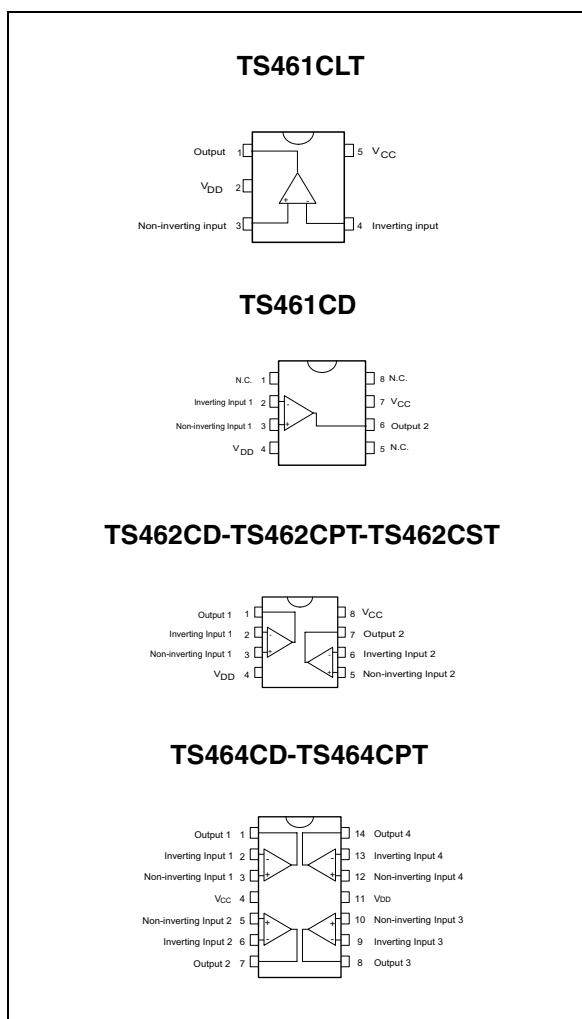 TS461CLT
Output 1 5 VCC
VDD 2
+ -
Non-inverting input 3 4 Inverting input
TS461CD
N.C. 1 8 N.C.
Inverting Input 1 2 - 7 VCC
Non-inverting Input 1 3 + 6 Output 2
VDD 4 5 N.C.
TS462CD-TS462CPT-TS462CST
Output 1 1 8 VCC
Inverting Input 1 2 - 7 Output 2
Non-inverting Input 1 3 + - 6 Inverting Input 2
VDD 4 + 5 Non-inverting Input 2
TS464CD-TS464CPT
Output 1 1 14 Output 4
Inverting Input 1 2 - - 13 Inverting Input 4
Non-inverting Input 1 3 + + 12 Non-inverting Input 4
VCC 4 11 VDD
Non-inverting Input 2 5 + + 10 Non-inverting Input 3
Inverting Input 2 6 - - 9 Inverting Input 3
Output 2 7 8 Output 3